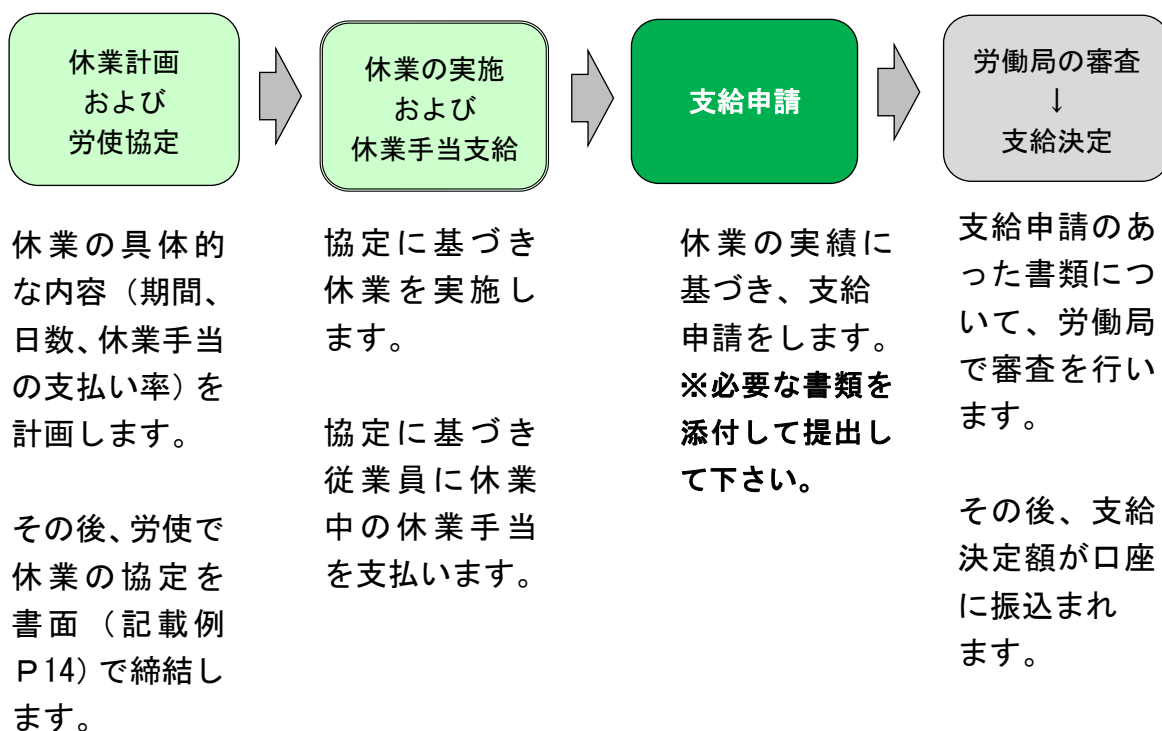 休業計画
および
労使協定
休業の実施
および
休業手当支給
支給申請
労働局の審査
↓
支給決定
休業の具体的
な内容（期間、
日数、休業手当
の支払い率）を
計画します。
その後、労使で
休業の協定を
書面（記載例
Ｐ14）で締結し
ます。
協定に基づき
休業を実施し
ます。
協定に基づき
従業員に休業
中の休業手当
を支払います。
休業の実績に
基づき、支給
申請をします。
※必要な書類を
添付して提出し
て下さい。
支給申請のあ
った書類につ
いて、労働局
で審査を行い
ます。
その後、支給
決定額が口座
に振込まれ
ます。